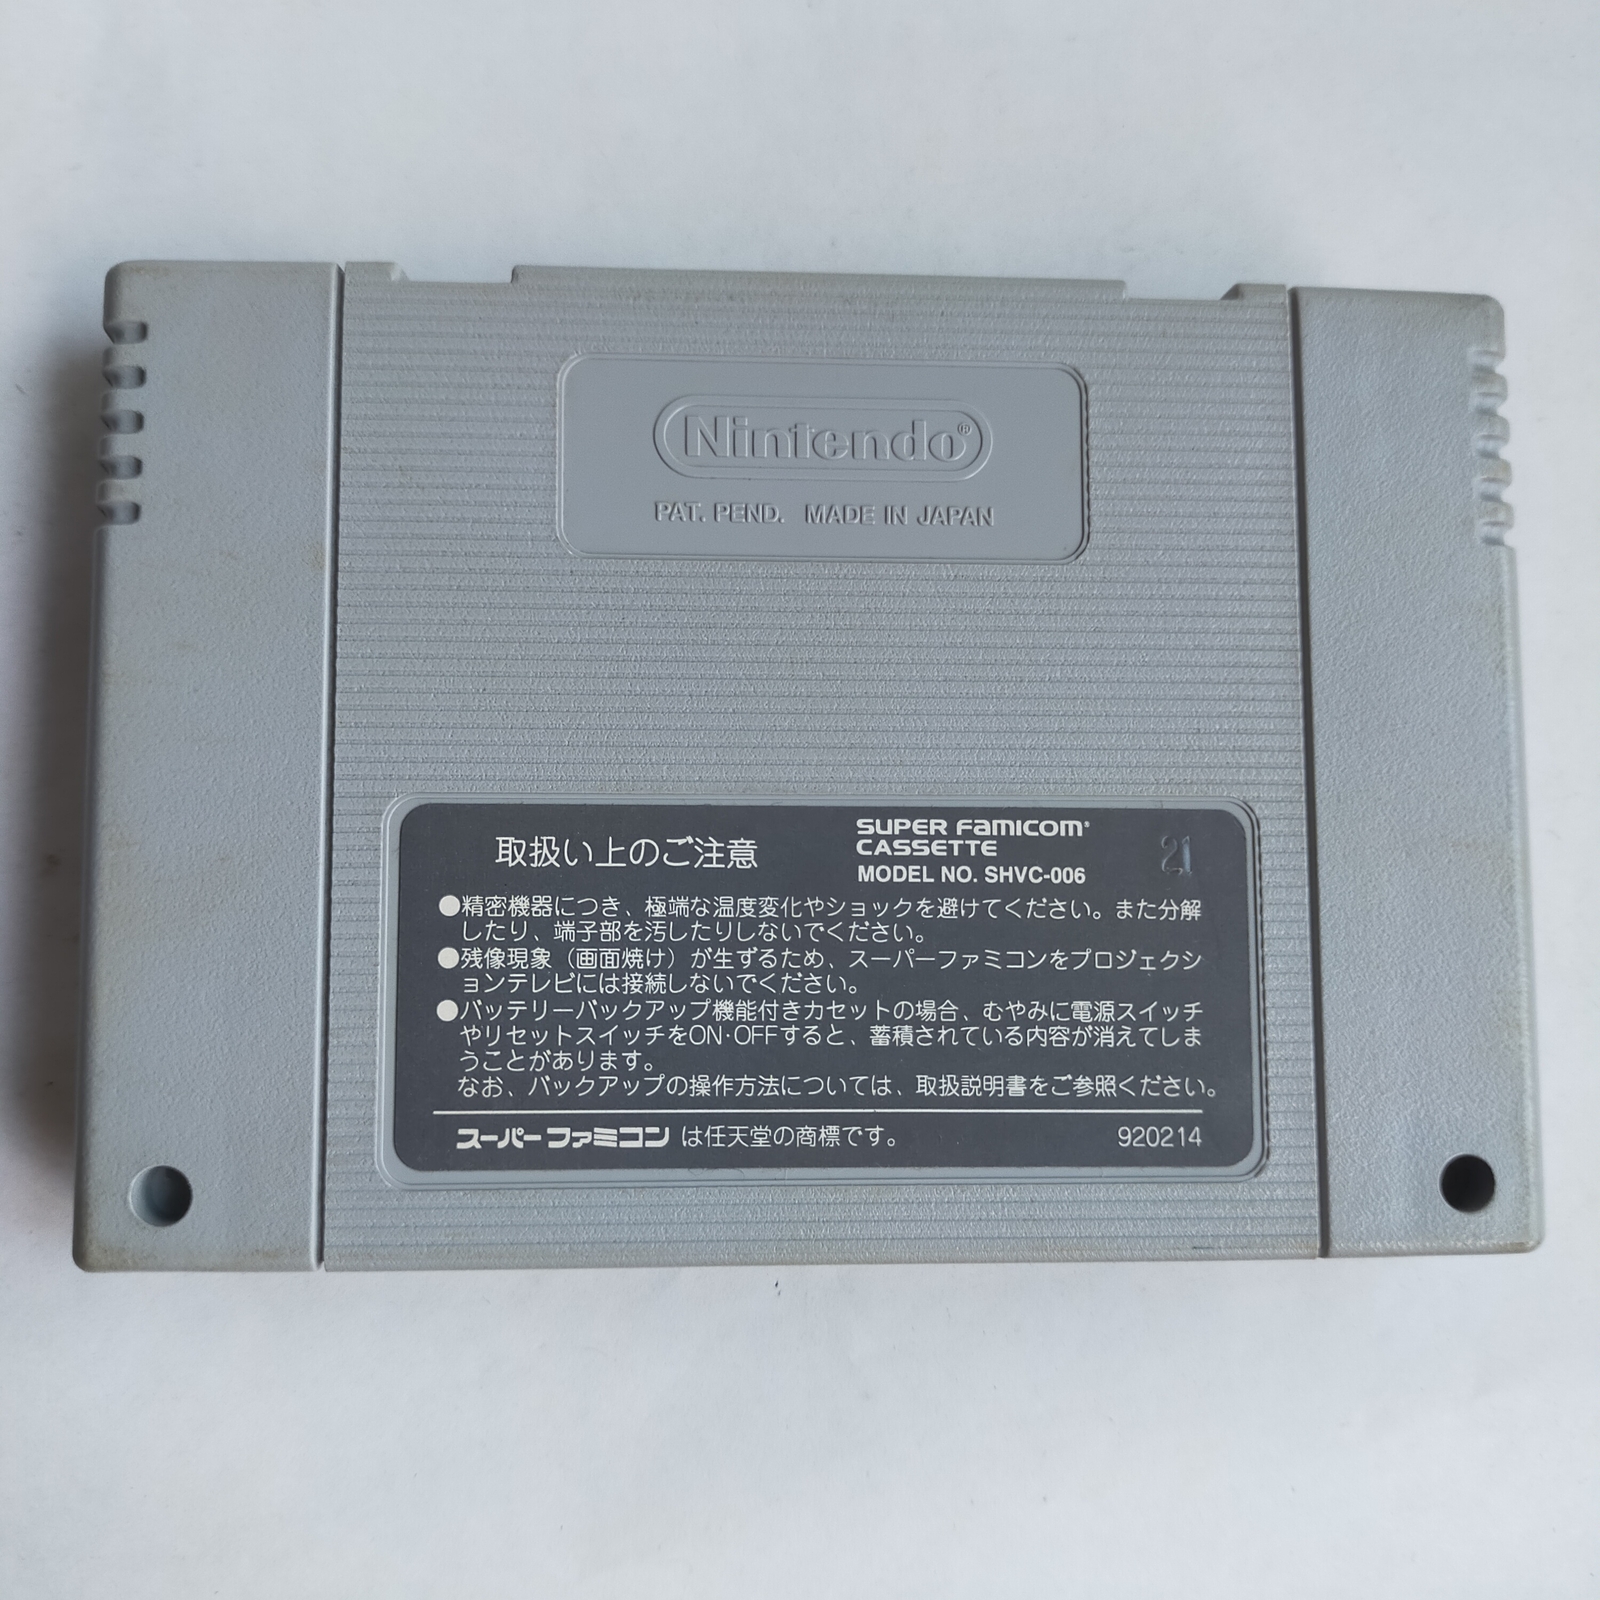 Nintendo®
PAT. PEND. MADE IN JAPAN
取扱い上のご注意
SUPER FAMICOM®
CASSETTE
MODEL NO. SHVC-006
21
●精密機器につき、極端な温度変化やショックを避けてください。また分解
したり、端子部を汚したりしないでください。
●残像現象（画面焼け）が生ずるため、スーパーファミコンをプロジェクシ
ョンテレビには接続しないでください。
●バッテリーバックアップ機能付きカセットの場合、むやみに電源スイッチ
やリセットスイッチをON·OFFすると、蓄積されている内容が消えてしま
うことがあります。
なお、バックアップの操作方法については、取扱説明書をご参照ください。
スーパーファミコン は任天堂の商標です。
920214